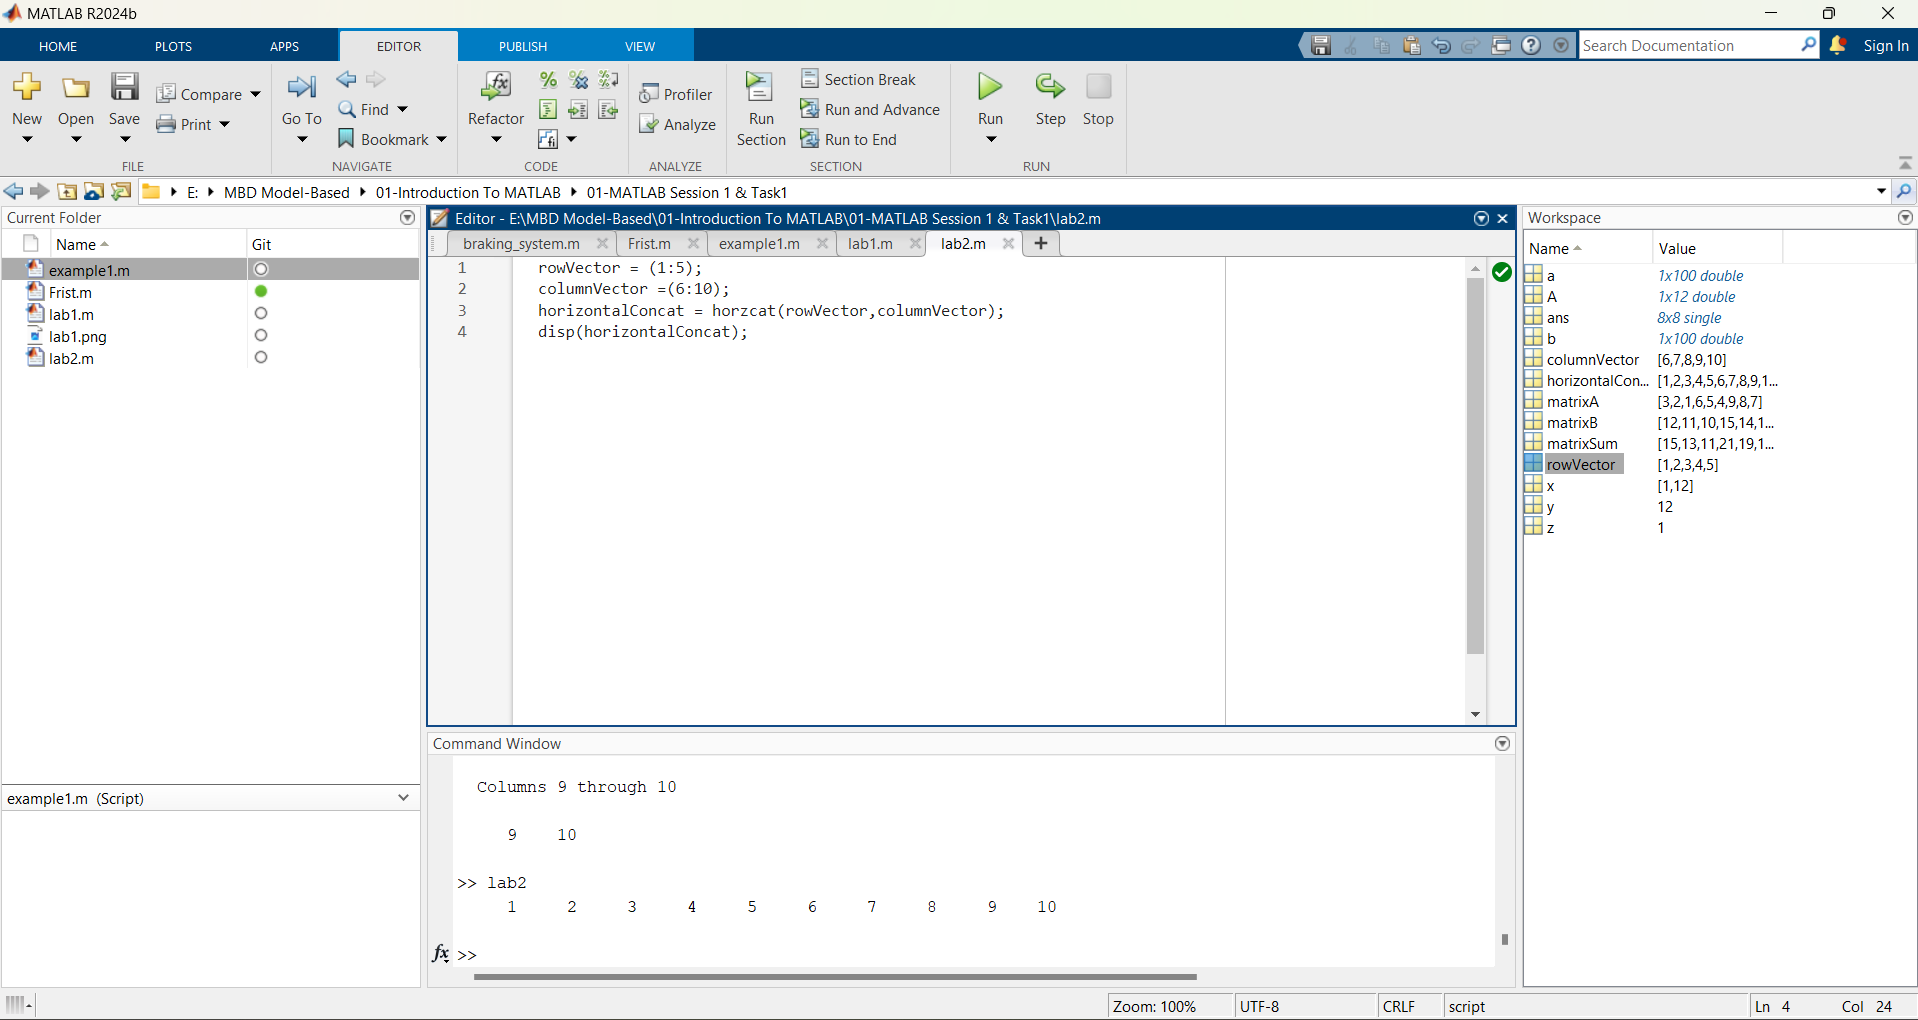 MATLAB R2024b
HOME PLOTS APPS EDITOR PUBLISH VIEW
Search Documentation
Sign In
New
Open
Save
Compare
Print
FILE
Go To
Find
Bookmark
NAVIGATE
Refactor
CODE
Profiler
Analyze
ANALYZE
Run
Section
Section Break
Run and Advance
Run to End
SECTION
Run
Step
Stop
RUN
E: MBD Model-Based 01-Introduction To MATLAB 01-MATLAB Session 1 & Task1
Current Folder
Name Git
example1.m
Frist.m
lab1.m
lab1.png
lab2.m
example1.m (Script)
Editor - E:\MBD Model-Based\01-Introduction To MATLAB\01-MATLAB Session 1 & Task1\lab2.m
braking_system.m Frist.m example1.m lab1.m lab2.m
1 rowVector = (1:5);
2 columnVector =(6:10);
3 horizontalConcat = horzcat(rowVector,columnVector);
4 disp(horizontalConcat);
Command Window
Columns 9 through 10
9 10
>> lab2
1 2 3 4 5 6 7 8 9 10
fx >>
Workspace
Name Value
a 1x100 double
A 1x12 double
ans 8x8 single
b 1x100 double
columnVector [6,7,8,9,10]
horizontalCon... [1,2,3,4,5,6,7,8,9,1...
matrixA [3,2,1,6,5,4,9,8,7]
matrixB [12,11,10,15,14,1...
matrixSum [15,13,11,21,19,1...
rowVector [1,2,3,4,5]
x [1,12]
y 12
z 1
Zoom: 100% UTF-8 CRLF script Ln 4 Col 24